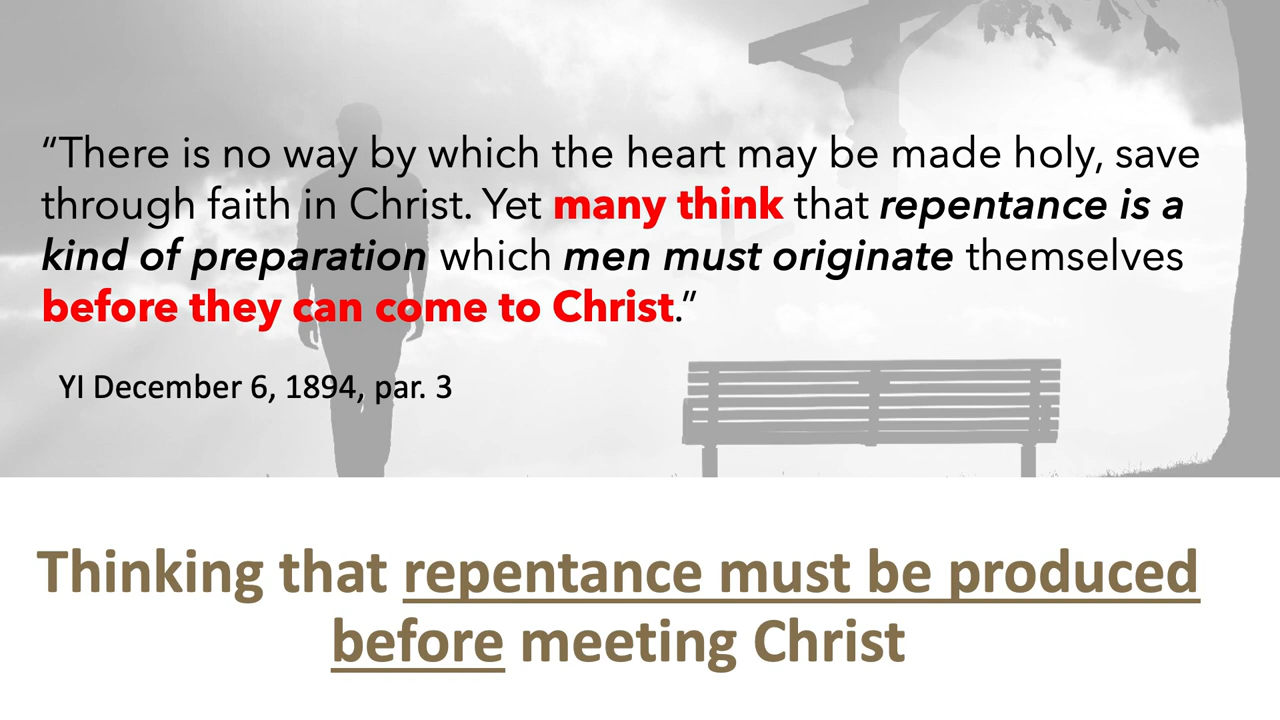 “There is no way by which the heart may be made holy, save
through faith in Christ. Yet many think that repentance is a
kind of preparation which men must originate themselves
before they can come to Christ.”
YI December 6, 1894, par. 3
Thinking that repentance must be produced
before meeting Christ